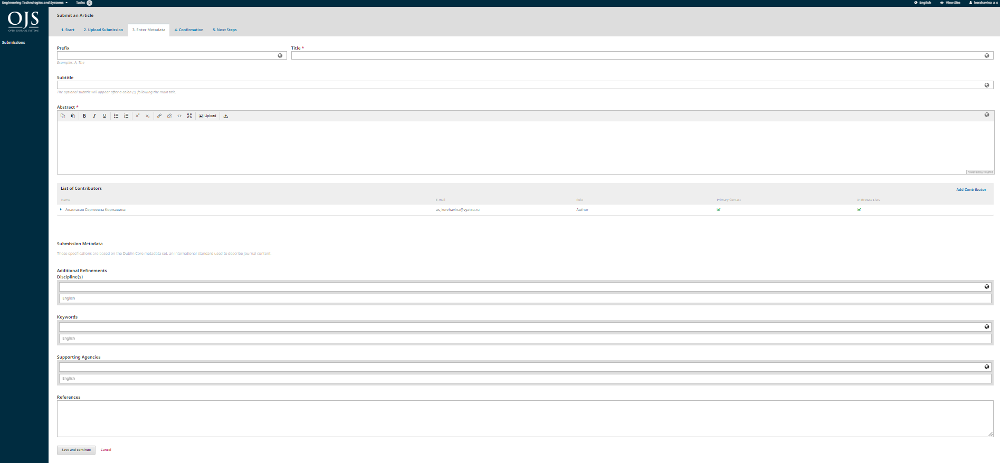 Engineering Technologies and Systems
Tasks 0
English
View Site
korzhavina_a_s
OJS
OPEN JOURNAL SYSTEMS
Submissions
Submit an Article
1. Start
2. Upload Submission
3. Enter Metadata
4. Confirmation
5. Next Steps
Prefix
Title *
Examples: A, The
Subtitle
The optional subtitle will appear after a colon (:), following the main title.
Abstract *
B I U
Upload
Powered by TinyMCE
List of Contributors
Add Contributor
Name
E-mail
Role
Primary Contact
In Browse Lists
Анастасия Сергеевна Коржавина
as_korzhavina@vyatsu.ru
Author
Submission Metadata
These specifications are based on the Dublin Core metadata set, an international standard used to describe journal content.
Additional Refinements
Discipline(s)
English
Keywords
English
Supporting Agencies
English
References
Save and continue
Cancel